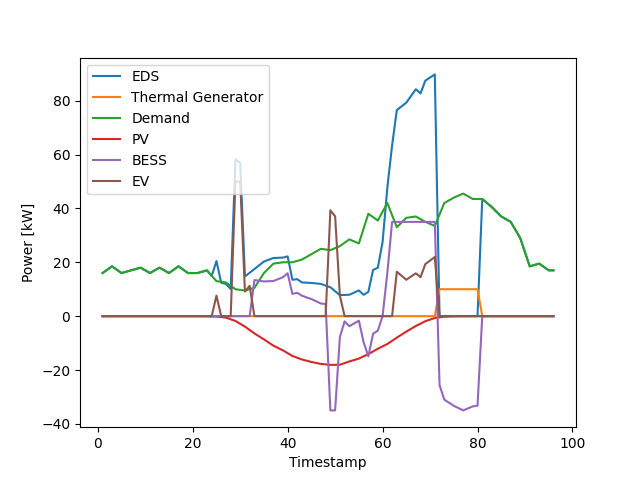 EDS
Thermal Generator
Demand
PV
BESS
EV
Power [kW]
80
60
40
20
0
−20
−40
0 20 40 60 80 100
Timestamp